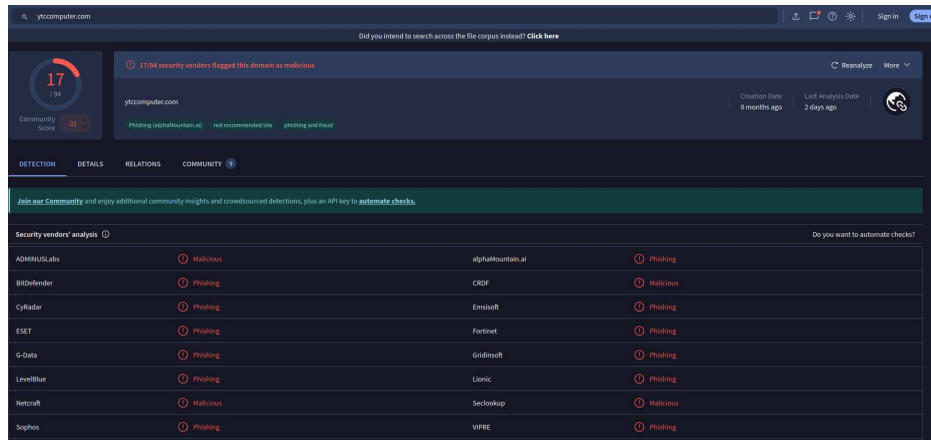 ytccomputer.com
Sign in
Sign
Did you intend to search across the file corpus instead? Click here
17
/ 94
Community
Score
-31
17/94 security vendors flagged this domain as malicious
Reanalyze
More
ytccomputer.com
Creation Date
8 months ago
Last Analysis Date
2 days ago
Phishing (alphaMountain.ai) not recommended site phishing and fraud
DETECTION DETAILS RELATIONS COMMUNITY 9
Join our Community and enjoy additional community insights and crowdsourced detections, plus an API key to automate checks.
Security vendors' analysis Do you want to automate checks?
ADMINUSLabs Malicious alphaMountain.ai Phishing
BitDefender Phishing CRDF Malicious
CyRadar Phishing Emsisoft Phishing
ESET Phishing Fortinet Phishing
G-Data Phishing Gridinsoft Phishing
LevelBlue Phishing Lionic Phishing
Netcraft Malicious Seclookup Malicious
Sophos Phishing VIPRE Phishing